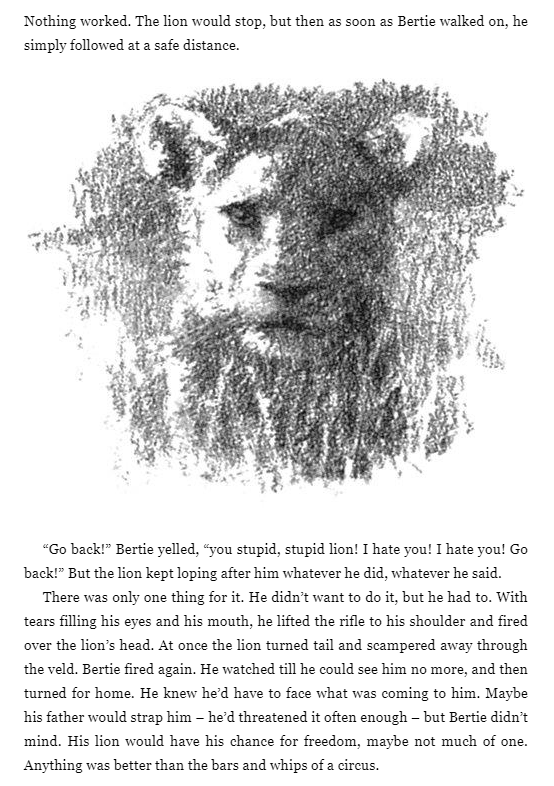 Nothing worked. The lion would stop, but then as soon as Bertie walked on, he
simply followed at a safe distance.
“Go back!” Bertie yelled, “you stupid, stupid lion! I hate you! I hate you! Go
back!” But the lion kept loping after him whatever he did, whatever he said.
There was only one thing for it. He didn’t want to do it, but he had to. With
tears filling his eyes and his mouth, he lifted the rifle to his shoulder and fired
over the lion’s head. At once the lion turned tail and scampered away through
the veld. Bertie fired again. He watched till he could see him no more, and then
turned for home. He knew he’d have to face what was coming to him. Maybe
his father would strap him – he’d threatened it often enough – but Bertie didn’t
mind. His lion would have his chance for freedom, maybe not much of one.
Anything was better than the bars and whips of a circus.